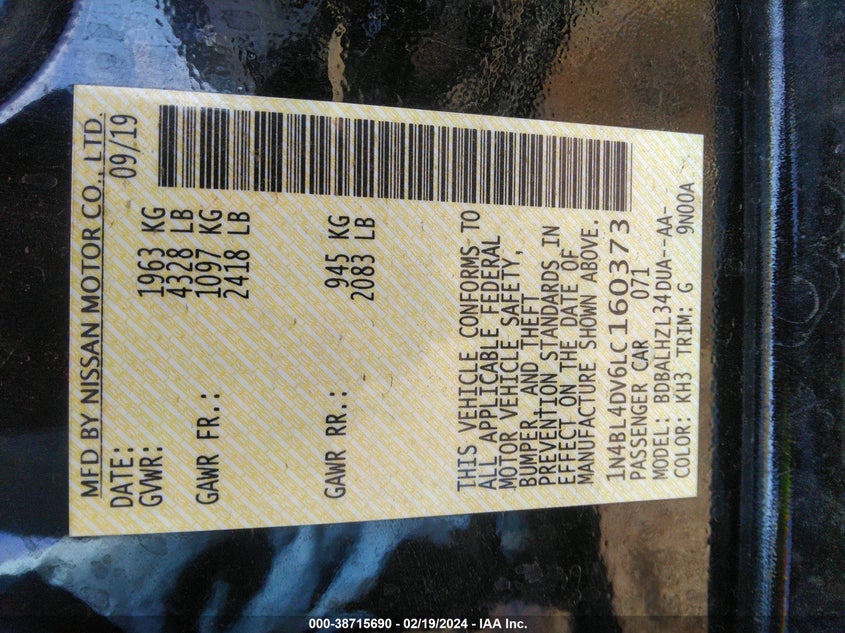 MFD BY NISSAN MOTOR CO., LTD.
DATE: 09/19
GVWR: 1963 KG
4328 LB
GAWR FR.: 1097 KG
2418 LB
GAWR RR.: 945 KG
2083 LB
THIS VEHICLE CONFORMS TO
ALL APPLICABLE FEDERAL
MOTOR VEHICLE SAFETY,
BUMPER, AND THEFT
PREVENTION STANDARDS IN
EFFECT ON THE DATE OF
MANUFACTURE SHOWN ABOVE.
1N4BL4DV6LC160373
PASSENGER CAR 071
MODEL: BDBALHZL34DUA--AA-
COLOR: KH3 TRIM: G 9N00A
000-38715690 - 02/19/2024 - IAA Inc.